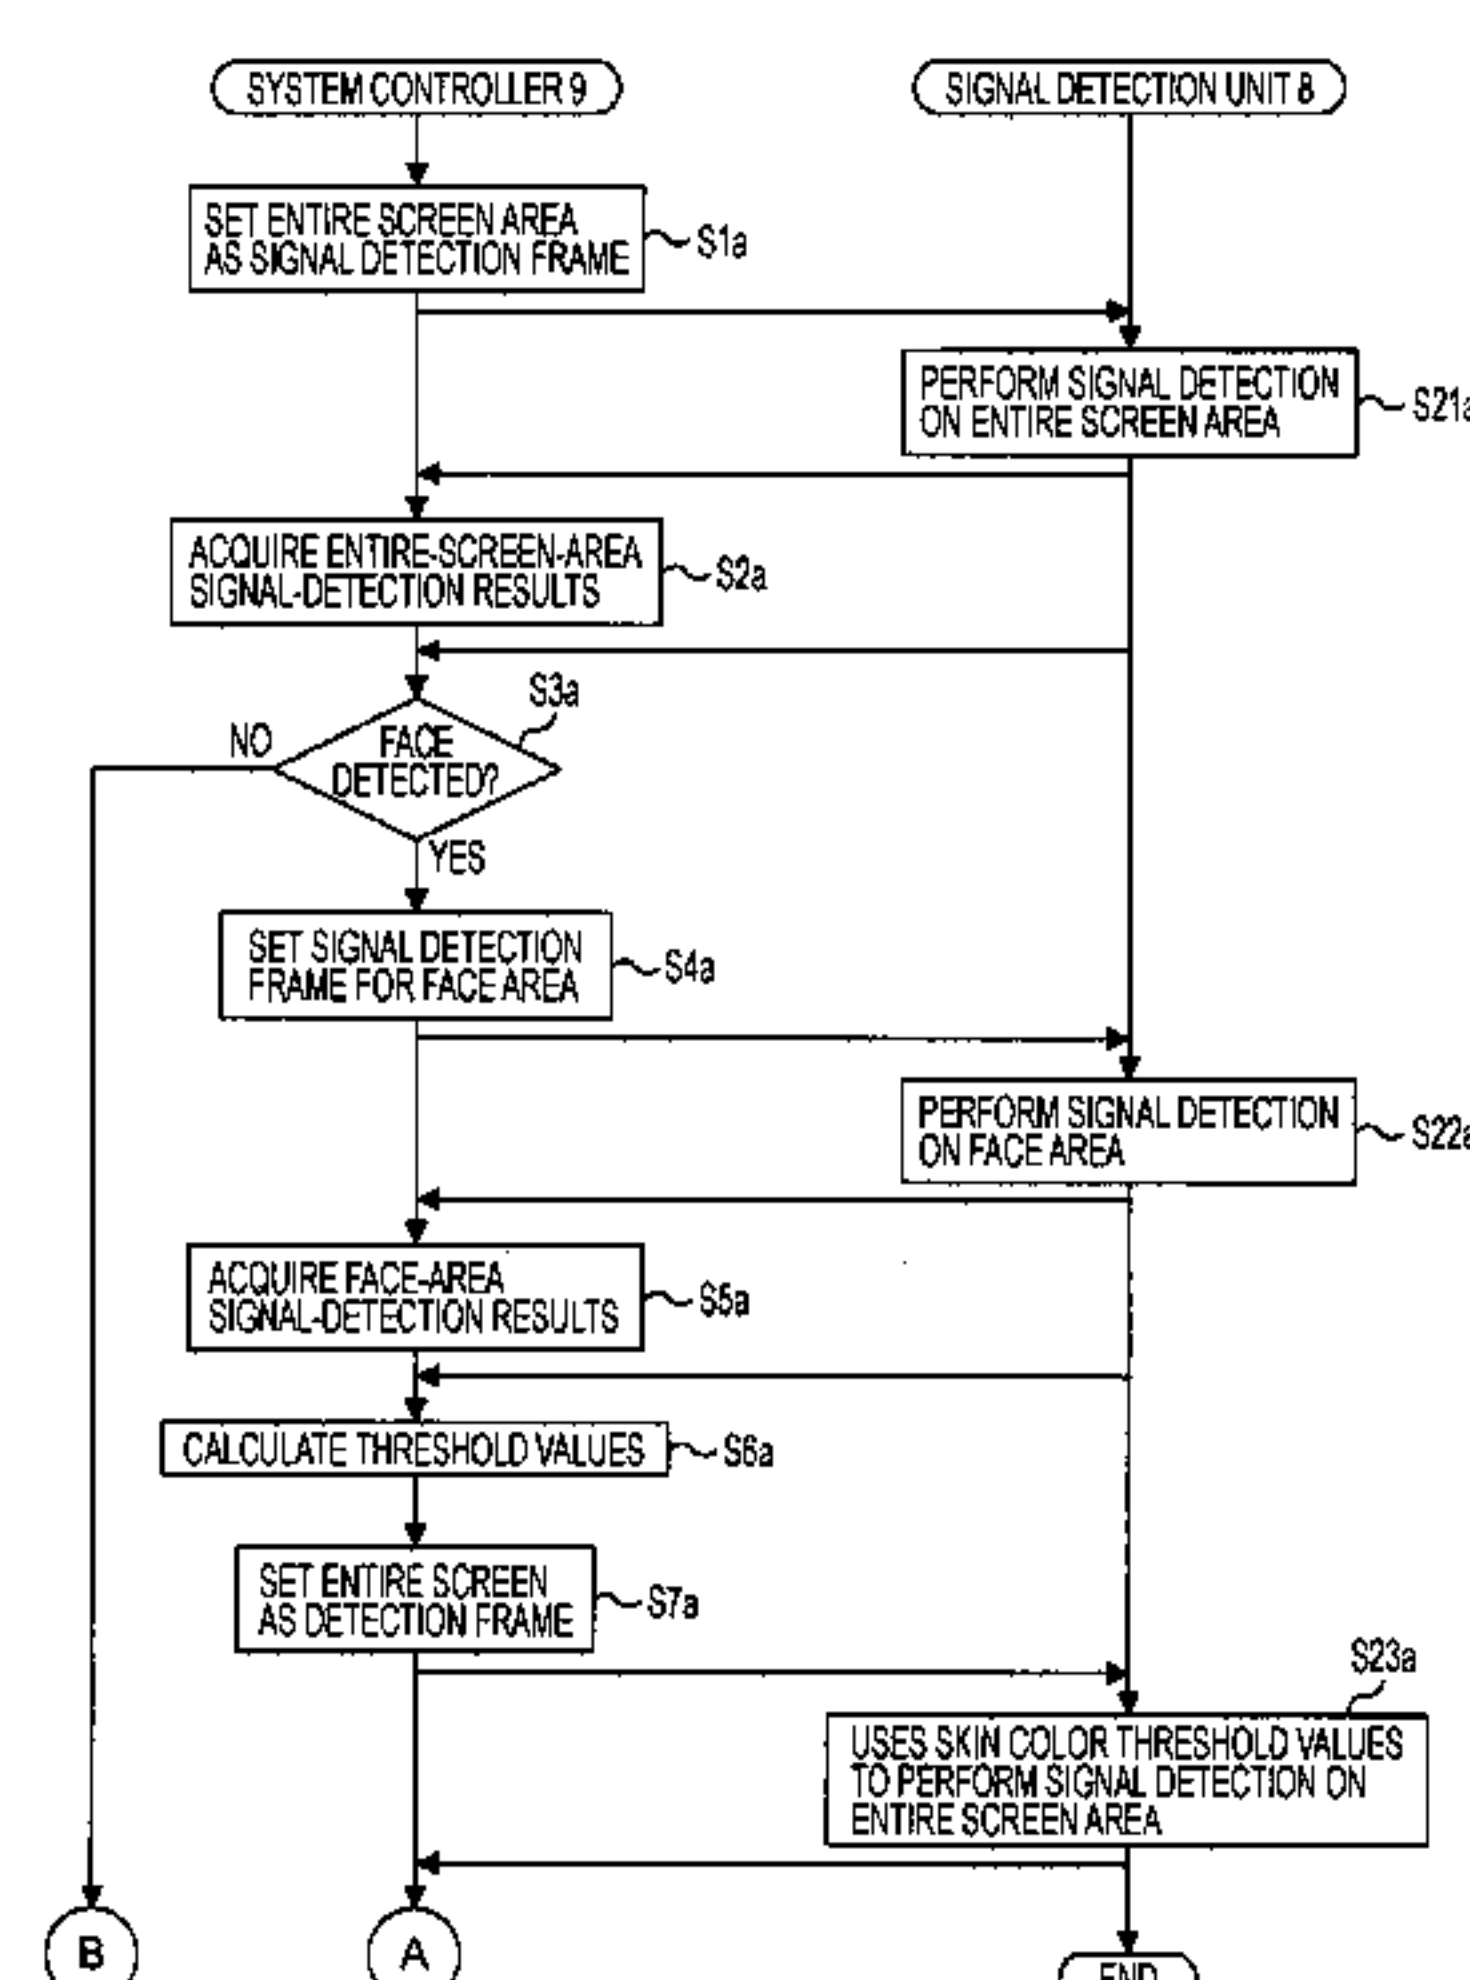 SYSTEM CONTROLLER 9
SIGNAL DETECTION UNIT 8
SET ENTIRE SCREEN AREA
AS SIGNAL DETECTION FRAME
S1a
PERFORM SIGNAL DETECTION
ON ENTIRE SCREEN AREA
S21a
ACQUIRE ENTIRE-SCREEN-AREA
SIGNAL-DETECTION RESULTS
S2a
S3a
NO
FACE
DETECTED?
YES
SET SIGNAL DETECTION
FRAME FOR FACE AREA
S4a
PERFORM SIGNAL DETECTION
ON FACE AREA
S22a
ACQUIRE FACE-AREA
SIGNAL-DETECTION RESULTS
S5a
CALCULATE THRESHOLD VALUES
S6a
SET ENTIRE SCREEN
AS DETECTION FRAME
S7a
S23a
USES SKIN COLOR THRESHOLD VALUES
TO PERFORM SIGNAL DETECTION ON
ENTIRE SCREEN AREA
B
A
END